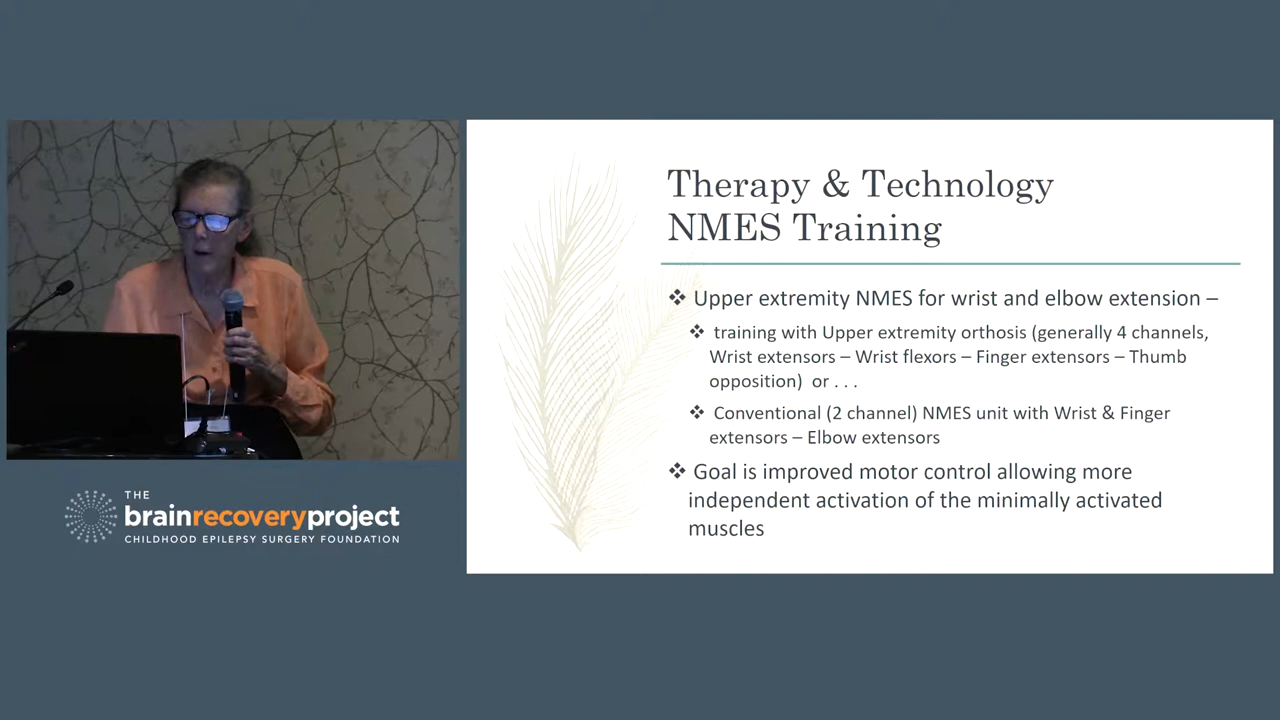 Therapy & Technology
NMES Training
❖ Upper extremity NMES for wrist and elbow extension –
❖ training with Upper extremity orthosis (generally 4 channels,
Wrist extensors – Wrist flexors – Finger extensors – Thumb
opposition) or . . .
❖ Conventional (2 channel) NMES unit with Wrist & Finger
extensors – Elbow extensors
❖ Goal is improved motor control allowing more
independent activation of the minimally activated
muscles
THE
brainrecoveryproject
CHILDHOOD EPILEPSY SURGERY FOUNDATION